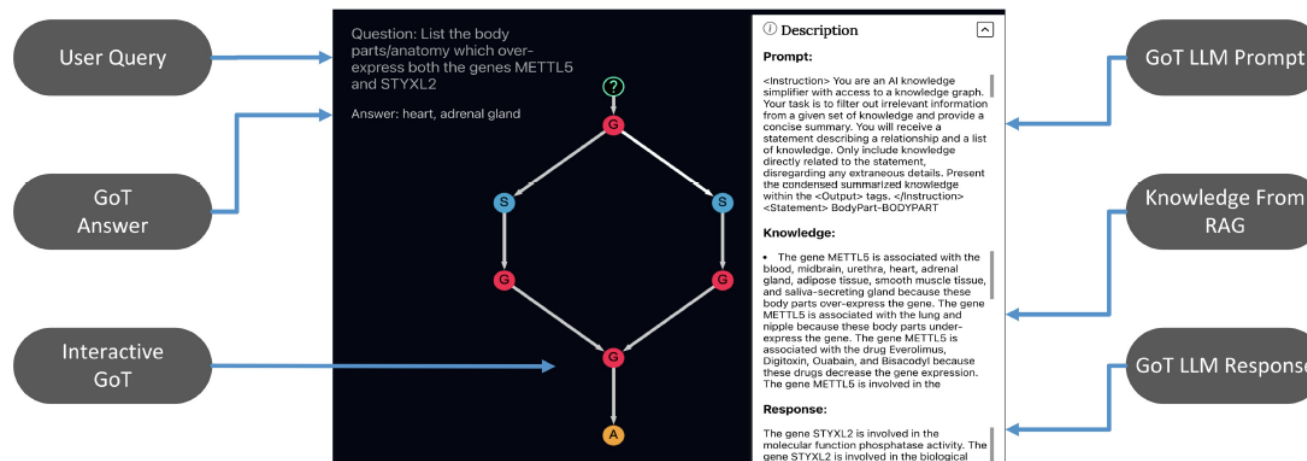 User Query
GoT
Answer
Interactive
GoT
Question: List the body
parts/anatomy which over-
express both the genes METTL5
and STYXL2
Answer: heart, adrenal gland
?
G
S
S
G
G
G
A
i Description
Prompt:
<Instruction> You are an AI knowledge
simplifier with access to a knowledge graph.
Your task is to filter out irrelevant information
from a given set of knowledge and provide a
concise summary. You will receive a
statement describing a relationship and a list
of knowledge. Only include knowledge
directly related to the statement,
disregarding any extraneous details. Present
the condensed summarized knowledge
within the <Output> tags. </Instruction>
<Statement> BodyPart-BODYPART
Knowledge:
• The gene METTL5 is associated with the
blood, midbrain, urethra, heart, adrenal
gland, adipose tissue, smooth muscle tissue,
and saliva-secreting gland because these
body parts over-express the gene. The gene
METTL5 is associated with the lung and
nipple because these body parts under-
express the gene. The gene METTL5 is
associated with the drug Everolimus,
Digitoxin, Ouabain, and Bisacodyl because
these drugs decrease the gene expression.
The gene METTL5 is involved in the
Response:
The gene STYXL2 is involved in the
molecular function phosphatase activity. The
gene STYXL2 is involved in the biological
GoT LLM Prompt
Knowledge From
RAG
GoT LLM Response